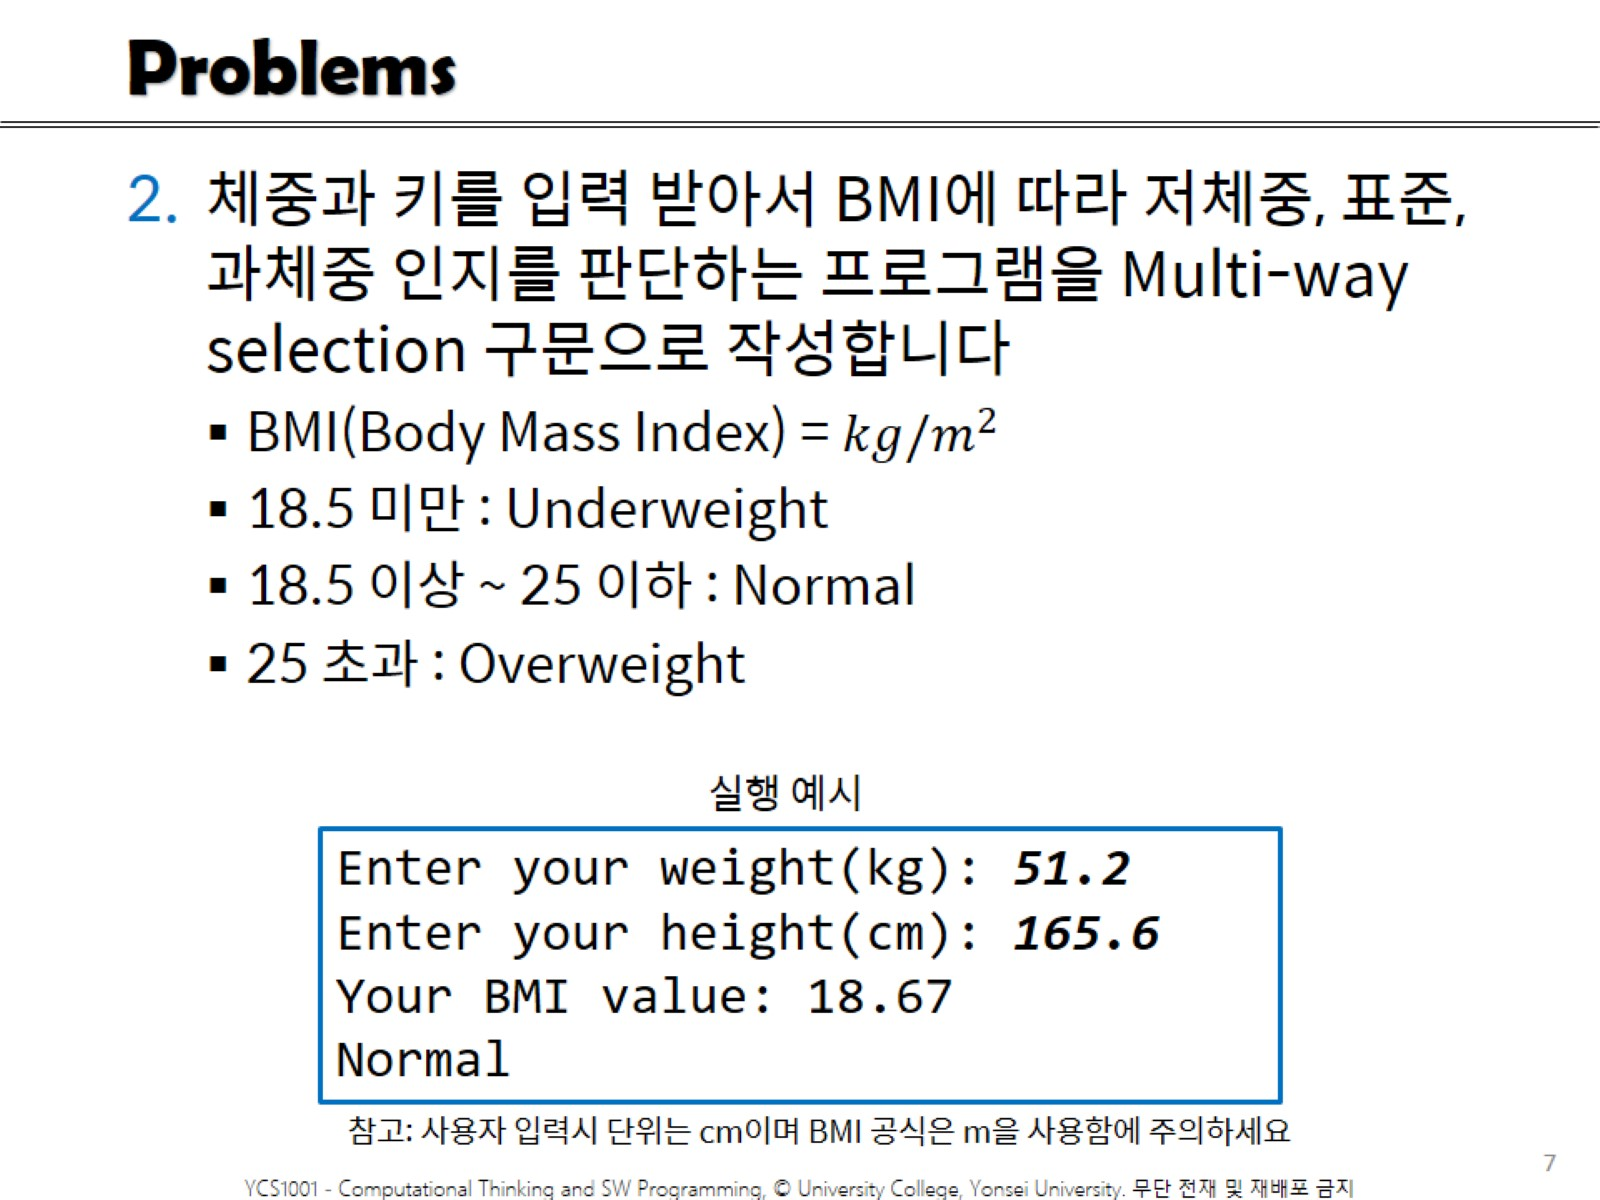 Problems
2. 체중과 키를 입력 받아서 BMI에 따라 저체중, 표준,
과체중 인지를 판단하는 프로그램을 Multi-way
selection 구문으로 작성합니다
▪ BMI(Body Mass Index) = kg/m²
▪ 18.5 미만 : Underweight
▪ 18.5 이상 ~ 25 이하 : Normal
▪ 25 초과 : Overweight
실행 예시
Enter your weight(kg): 51.2
Enter your height(cm): 165.6
Your BMI value: 18.67
Normal
참고: 사용자 입력시 단위는 cm이며 BMI 공식은 m을 사용함에 주의하세요
7
YCS1001 - Computational Thinking and SW Programming, © University College, Yonsei University. 무단 전재 및 재배포 금지